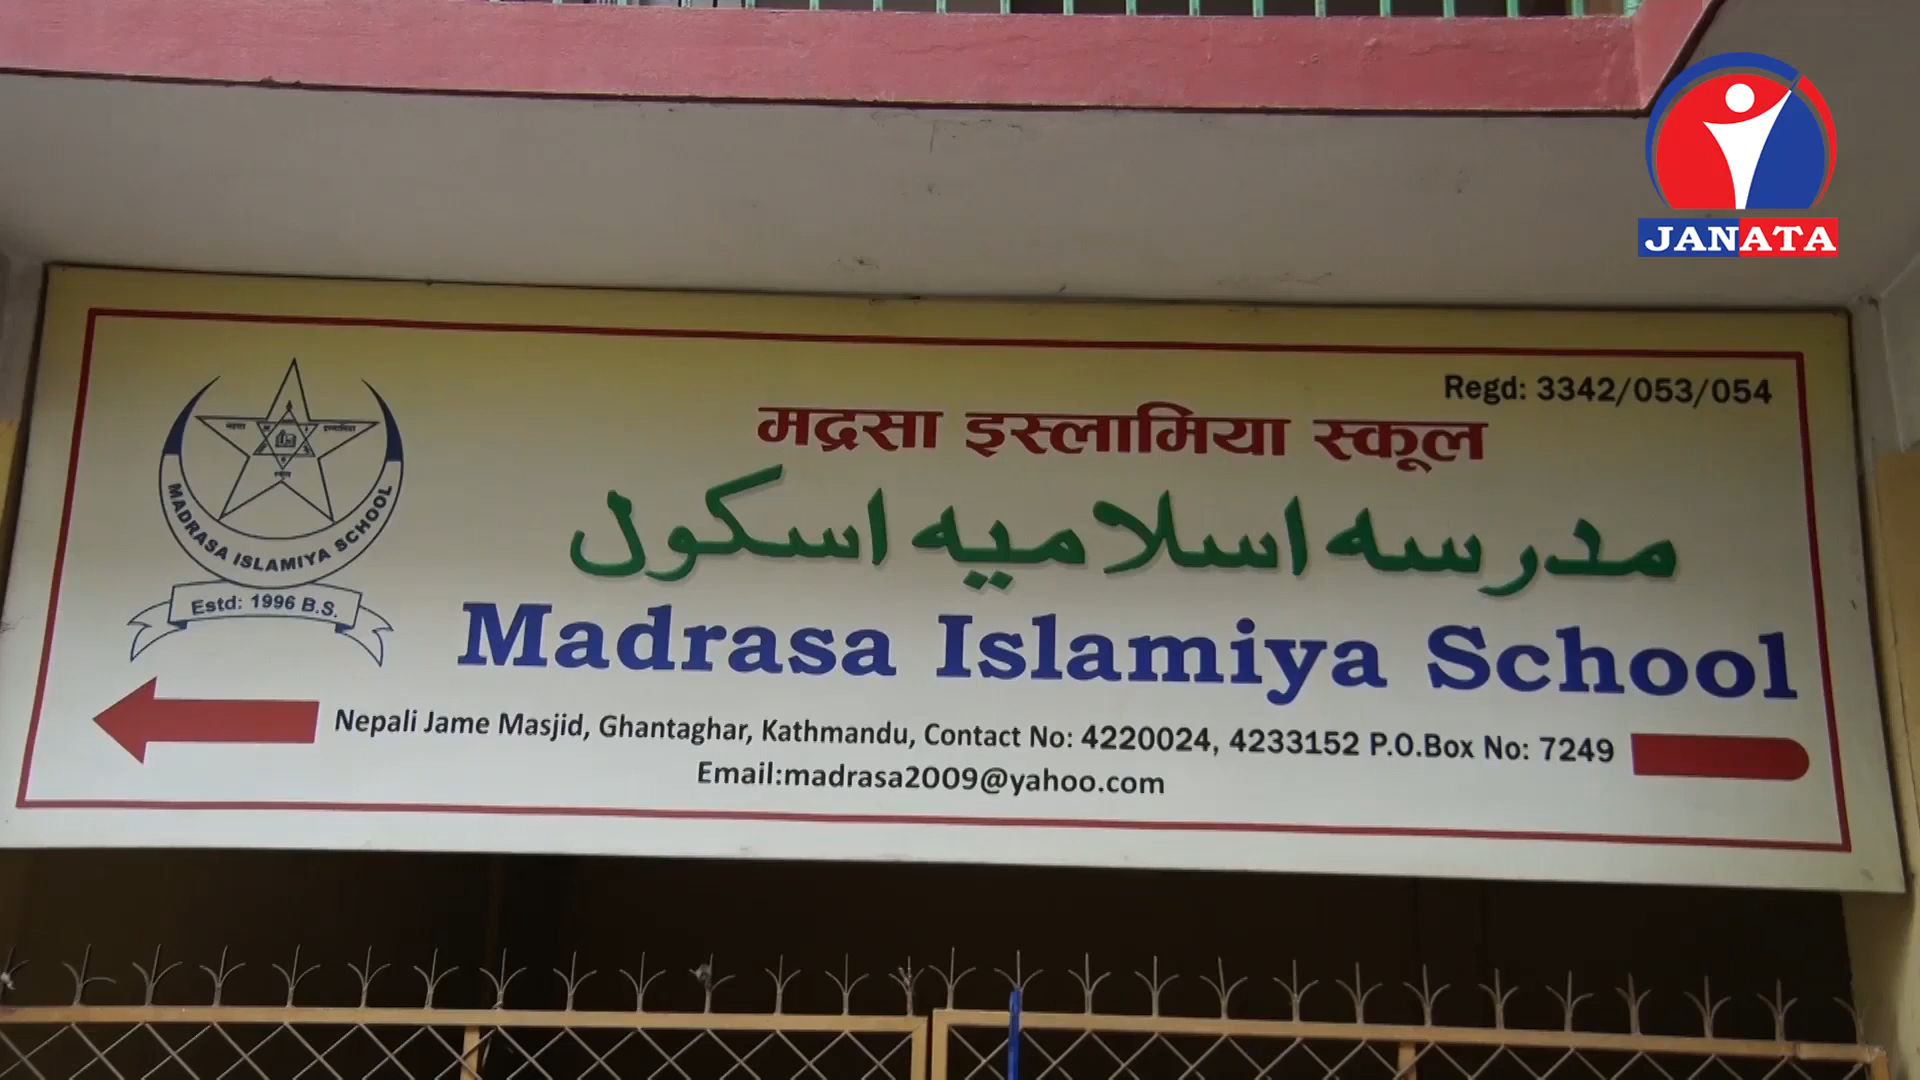 JANATA
Regd: 3342/053/054
मद्रसा इस्लामिया स्कूल
مدرسه اسلامیه اسکول
Madrasa Islamiya School
MADRASA ISLAMIYA SCHOOL
Estd: 1996 B.S.
Nepali Jame Masjid, Ghantaghar, Kathmandu, Contact No: 4220024, 4233152 P.O.Box No: 7249
Email:madrasa2009@yahoo.com